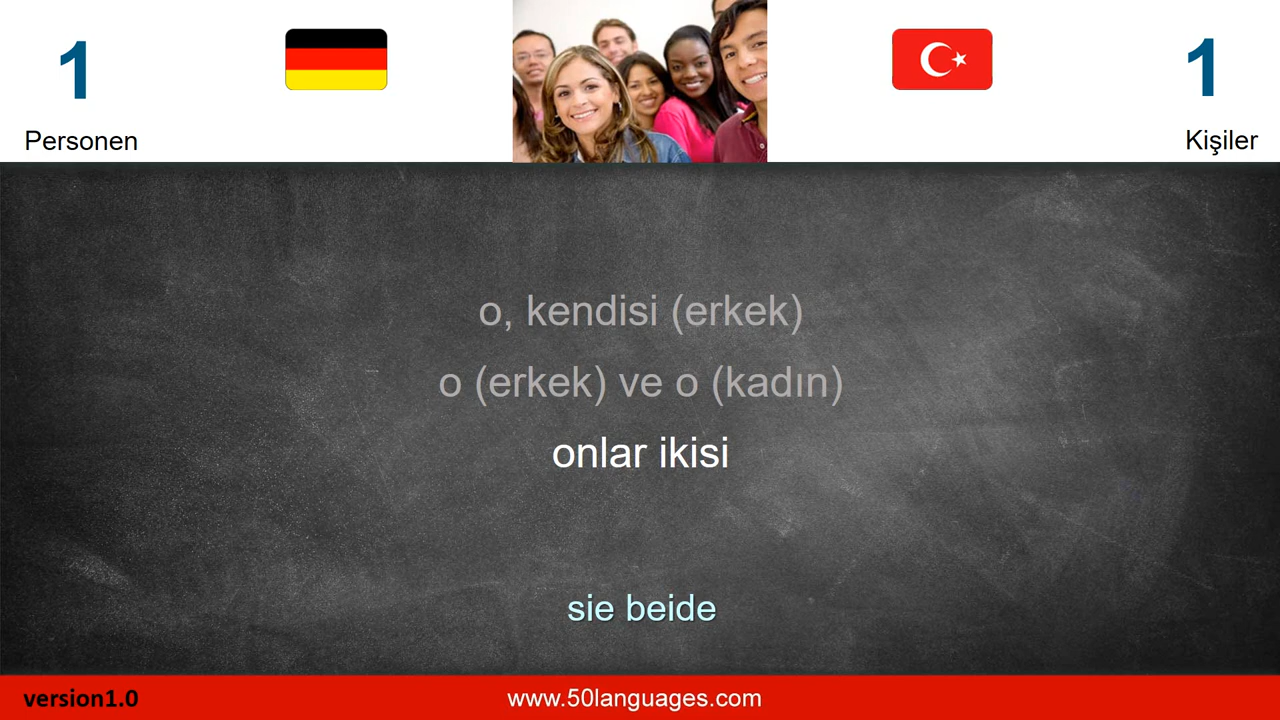 1
Personen
1
Kişiler
o, kendisi (erkek)
o (erkek) ve o (kadın)
onlar ikisi
sie beide
version1.0
www.50languages.com